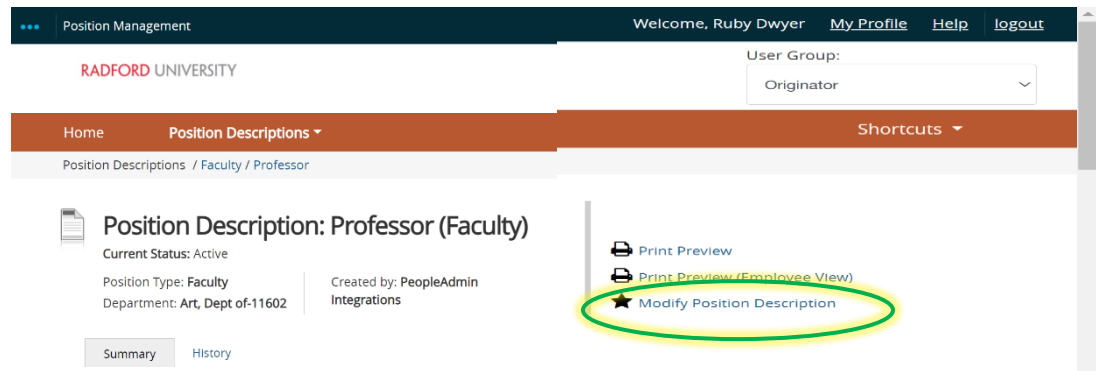 Position Management Welcome, Ruby Dwyer My Profile Help logout
RADFORD UNIVERSITY
User Group:
Originator
Home Position Descriptions Shortcuts
Position Descriptions / Faculty / Professor
Position Description: Professor (Faculty)
Current Status: Active
Position Type: Faculty
Department: Art, Dept of-11602
Created by: PeopleAdmin
Integrations
Print Preview
Print Preview (Employee View)
Modify Position Description
Summary History